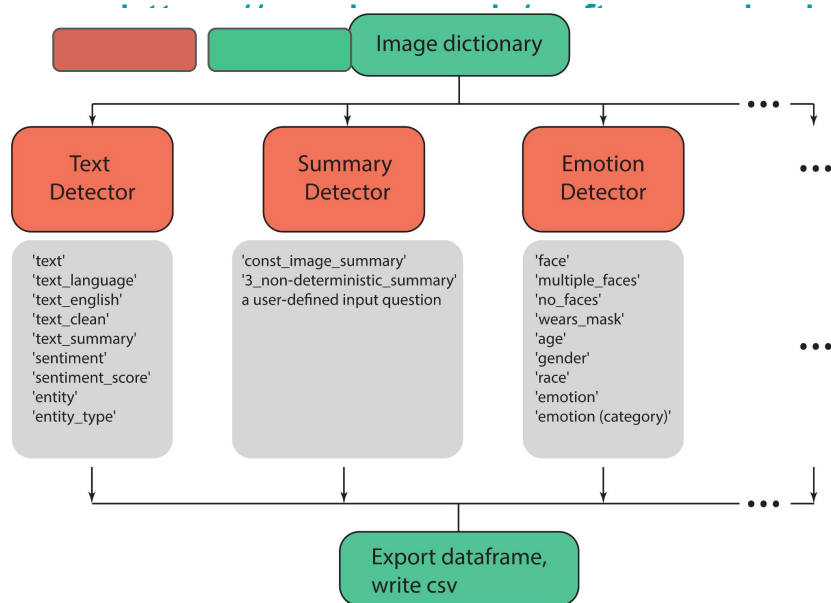 Image dictionary
Text
Detector
Summary
Detector
Emotion
Detector
'text'
'text_language'
'text_english'
'text_clean'
'text_summary'
'sentiment'
'sentiment_score'
'entity'
'entity_type'
'const_image_summary'
'3_non-deterministic_summary'
a user-defined input question
'face'
'multiple_faces'
'no_faces'
'wears_mask'
'age'
'gender'
'race'
'emotion'
'emotion (category)'
Export dataframe,
write csv